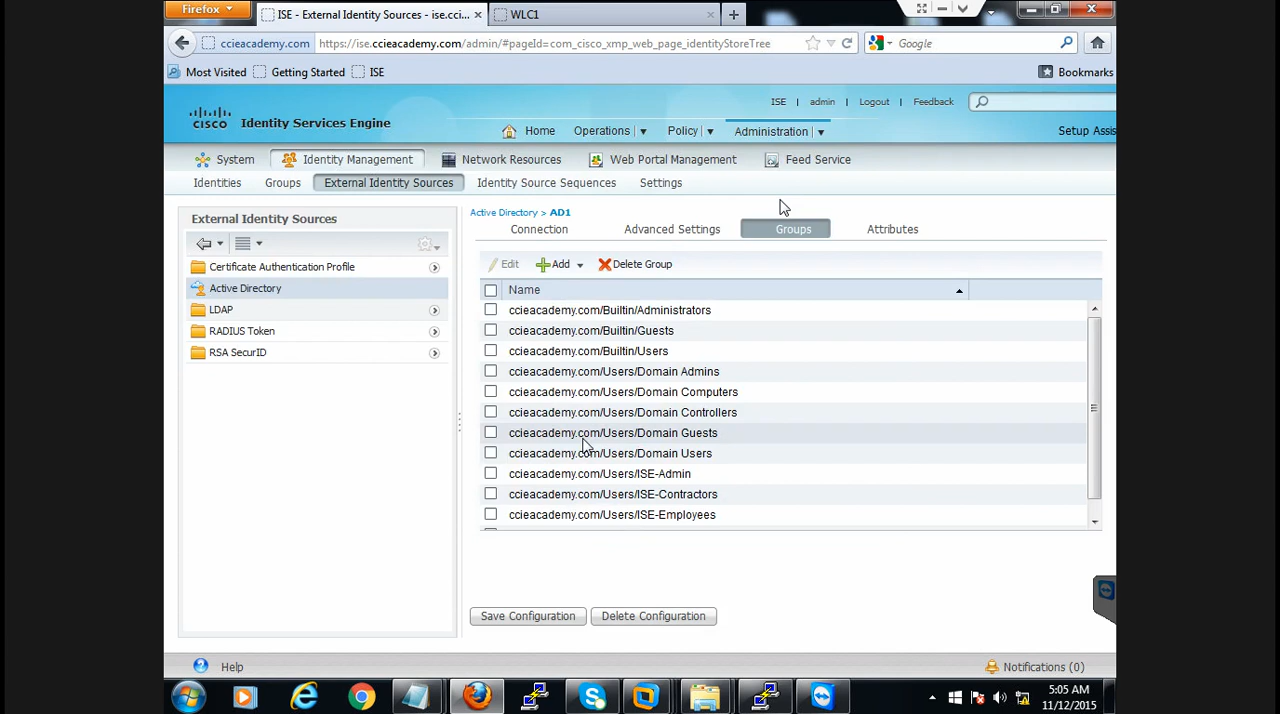 Firefox
ISE - External Identity Sources - ise.cci...
WLC1
ccieacademy.com
https://ise.ccieacademy.com/admin/#pageId=com_cisco_xmp_web_page_identityStoreTree
Google
Most Visited
Getting Started
ISE
Bookmarks
ISE | admin | Logout | Feedback
CISCO
Identity Services Engine
Home
Operations
Policy
Administration
Setup Assis
System
Identity Management
Network Resources
Web Portal Management
Feed Service
Identities
Groups
External Identity Sources
Identity Source Sequences
Settings
External Identity Sources
Certificate Authentication Profile
Active Directory
LDAP
RADIUS Token
RSA SecurID
Active Directory > AD1
Connection
Advanced Settings
Groups
Attributes
Edit
Add
Delete Group
Name
ccieacademy.com/Builtin/Administrators
ccieacademy.com/Builtin/Guests
ccieacademy.com/Builtin/Users
ccieacademy.com/Users/Domain Admins
ccieacademy.com/Users/Domain Computers
ccieacademy.com/Users/Domain Controllers
ccieacademy.com/Users/Domain Guests
ccieacademy.com/Users/Domain Users
ccieacademy.com/Users/ISE-Admin
ccieacademy.com/Users/ISE-Contractors
ccieacademy.com/Users/ISE-Employees
Save Configuration
Delete Configuration
Help
Notifications (0)
5:05 AM
11/12/2015